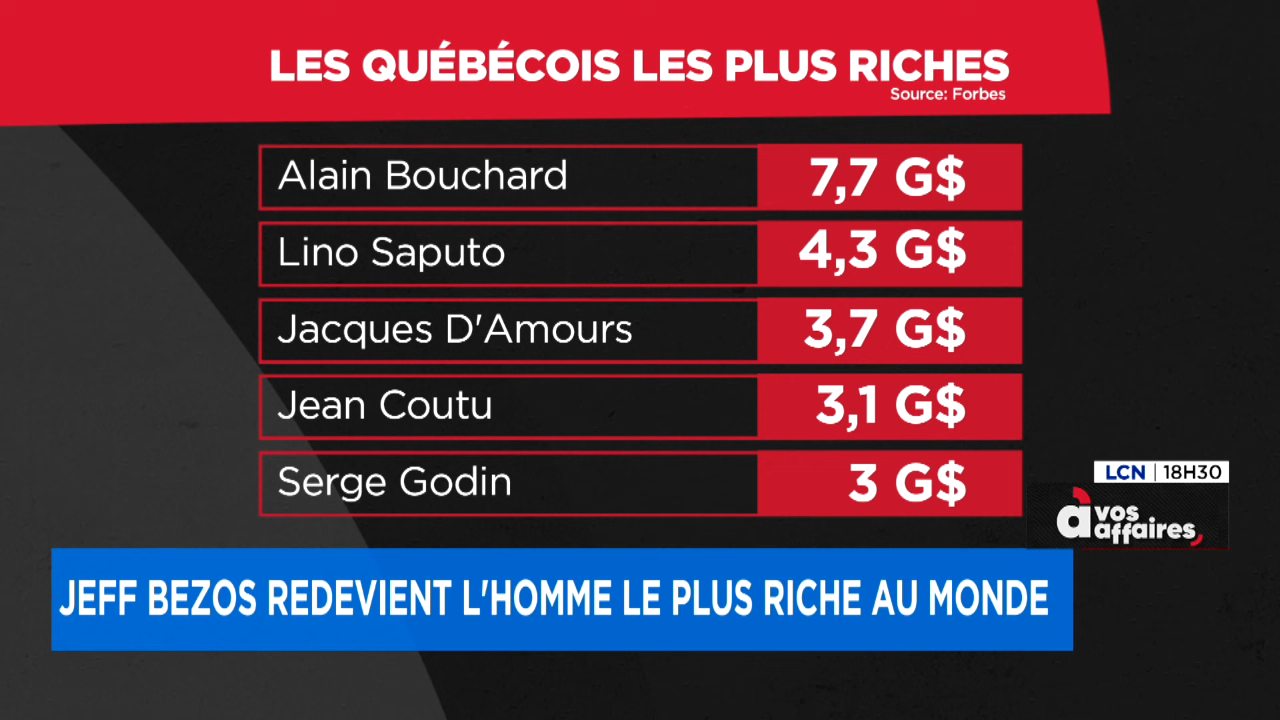 LES QUÉBÉCOIS LES PLUS RICHES
Source: Forbes
Alain Bouchard 7,7 G$
Lino Saputo 4,3 G$
Jacques D'Amours 3,7 G$
Jean Coutu 3,1 G$
Serge Godin 3 G$
LCN | 18H30
à vos
affaires
JEFF BEZOS REDEVIENT L'HOMME LE PLUS RICHE AU MONDE